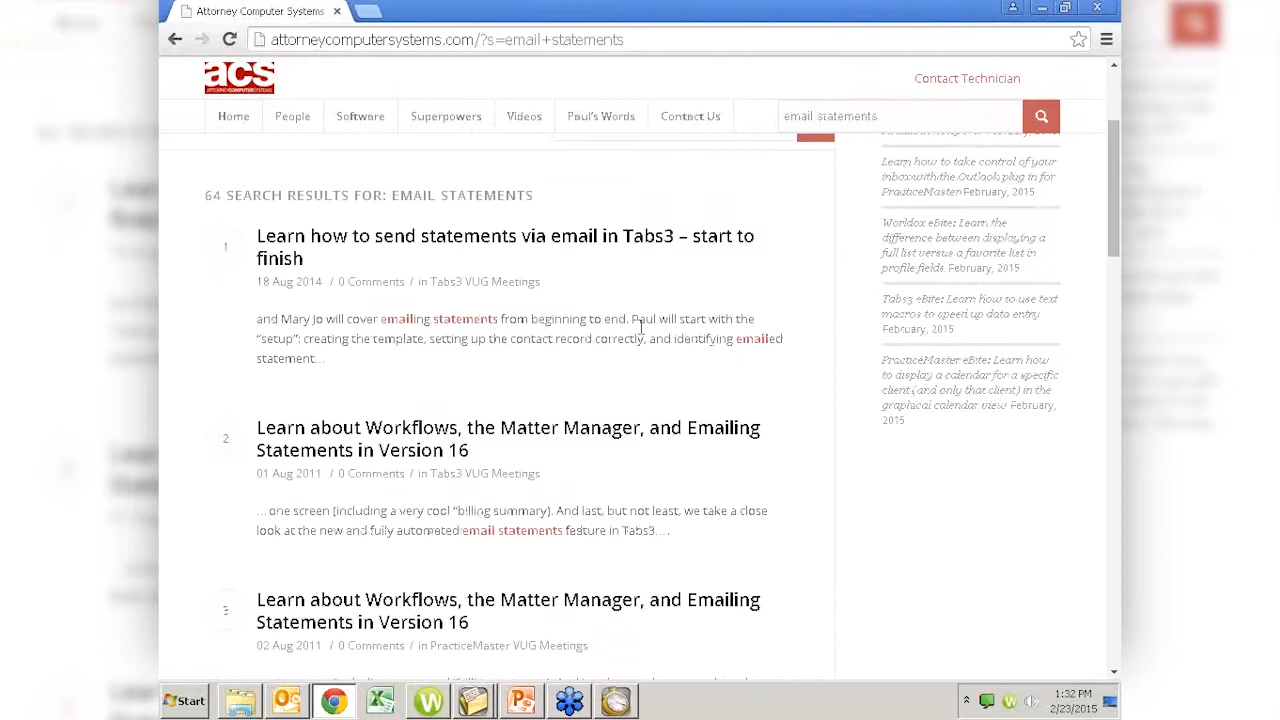 Attorney Computer Systems
attorneycomputersystems.com/?s=email+statements
acs
ATTORNEYCOMPUTERSYSTEMS
Contact Technician
Home People Software Superpowers Videos Paul's Words Contact Us
email statements
64 SEARCH RESULTS FOR: EMAIL STATEMENTS
1
Learn how to send statements via email in Tabs3 – start to
finish
18 Aug 2014 / 0 Comments / in Tabs3 VUG Meetings
and Mary Jo will cover emailing statements from beginning to end. Paul will start with the
“setup”: creating the template, setting up the contact record correctly, and identifying emailed
statement…
2
Learn about Workflows, the Matter Manager, and Emailing
Statements in Version 16
01 Aug 2011 / 0 Comments / in Tabs3 VUG Meetings
…one screen (including a very cool “billing summary). And last, but not least, we take a close
look at the new and fully automated email statements feature in Tabs3….
3
Learn about Workflows, the Matter Manager, and Emailing
Statements in Version 16
02 Aug 2011 / 0 Comments / in PracticeMaster VUG Meetings
Learn how to take control of your
inbox with the Outlook plug in for
PracticeMaster February, 2015
Worldox eBite: Learn the
difference between displaying a
full list versus a favorite list in
profile fields February, 2015
Tabs3 eBite: Learn how to use text
macros to speed up data entry
February, 2015
PracticeMaster eBite: Learn how
to display a calendar for a specific
client (and only that client) in the
graphical calendar view February,
2015
Start
1:32 PM
2/23/2015